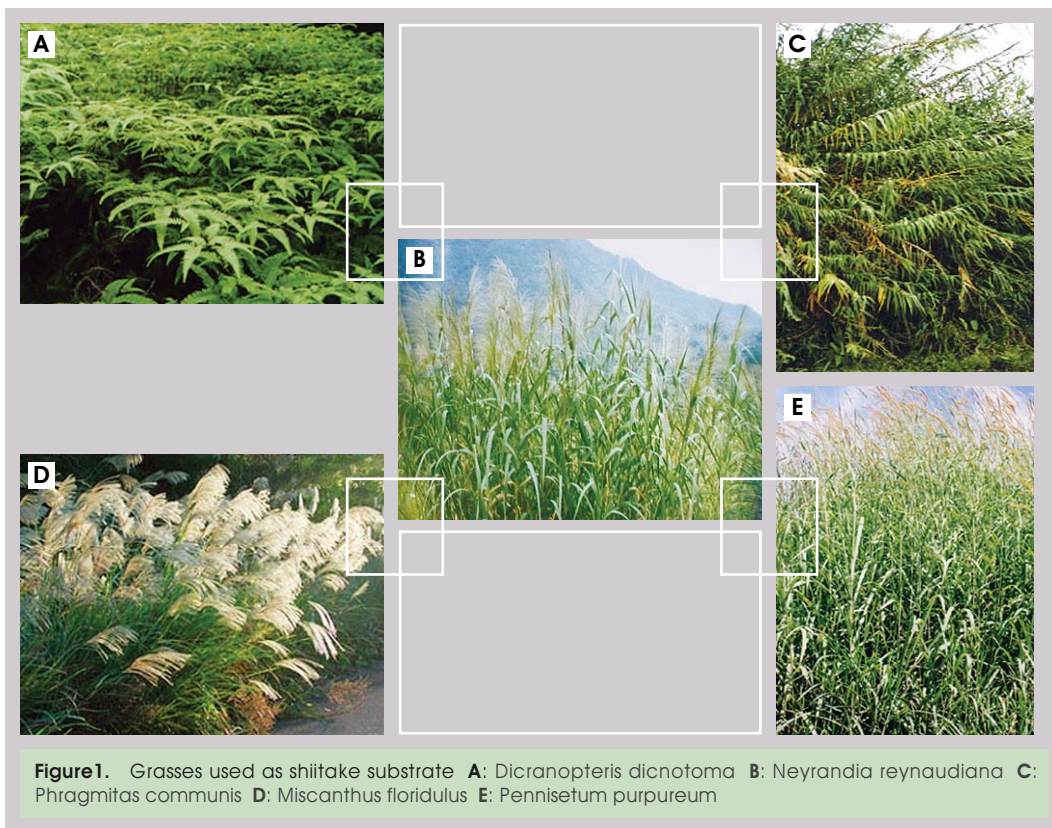 A
C
B
E
D
Figure1. Grasses used as shiitake substrate A: Dicranopteris dicnotoma B: Neyrandia reynaudiana C:
Phragmitas communis D: Miscanthus floridulus E: Pennisetum purpureum